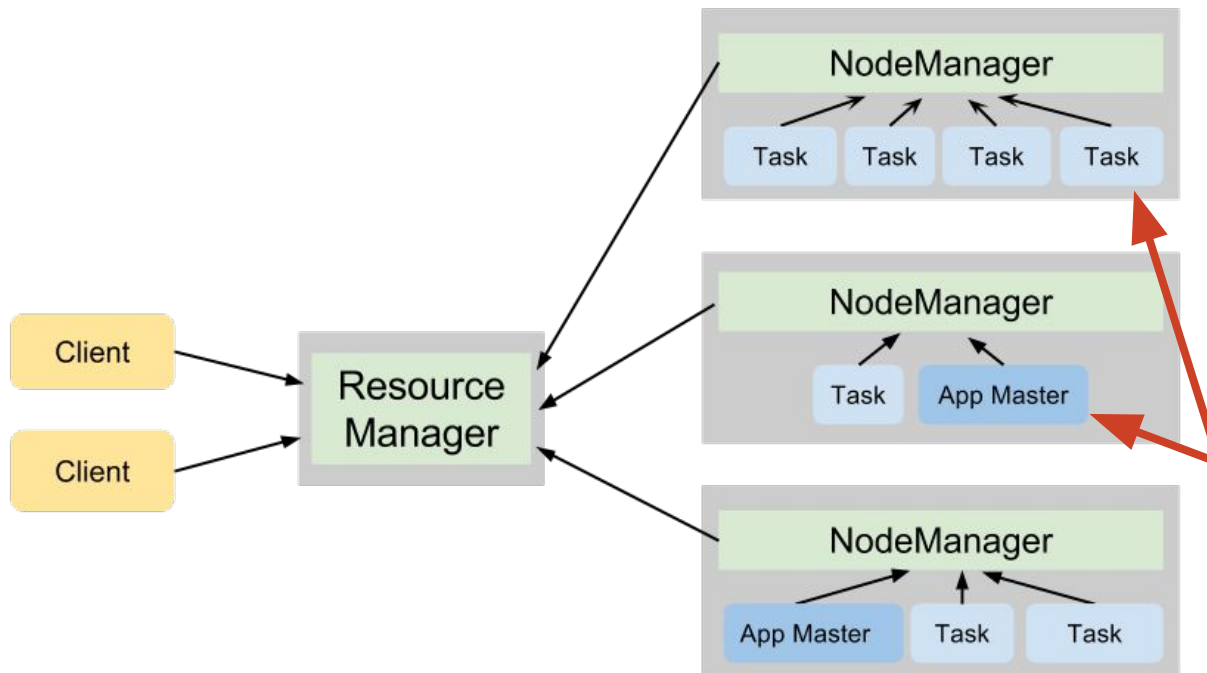 NodeManager
Task Task Task Task
NodeManager
Task App Master
NodeManager
App Master Task Task
Client
Client
Resource
Manager